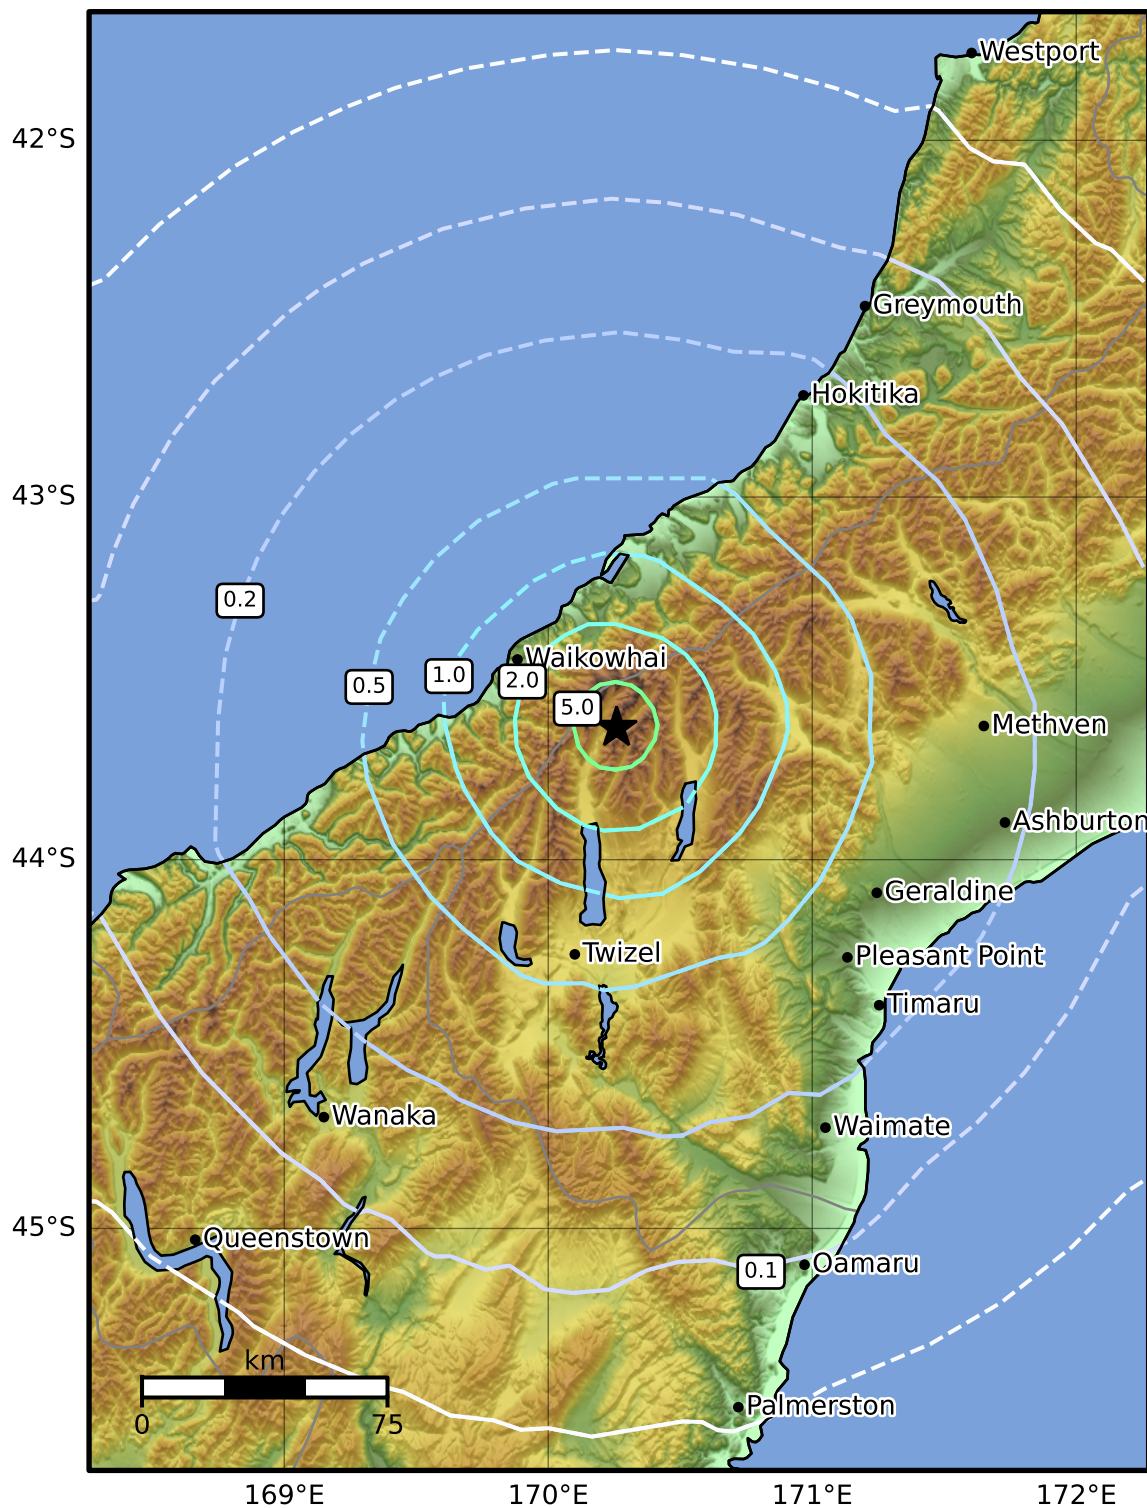 Westport
42°S
Greymouth
Hokitika
43°S
0.2
Waikowhai
1.0
2.0
0.5
5.0
Methven
Ashburton
44°S
Geraldine
Twizel
Pleasant Point
Timaru
Wanaka
Waimate
45°S
Queenstown
Oamaru
0.1
km
0 75
Palmerston
169°E 170°E 171°E 172°E